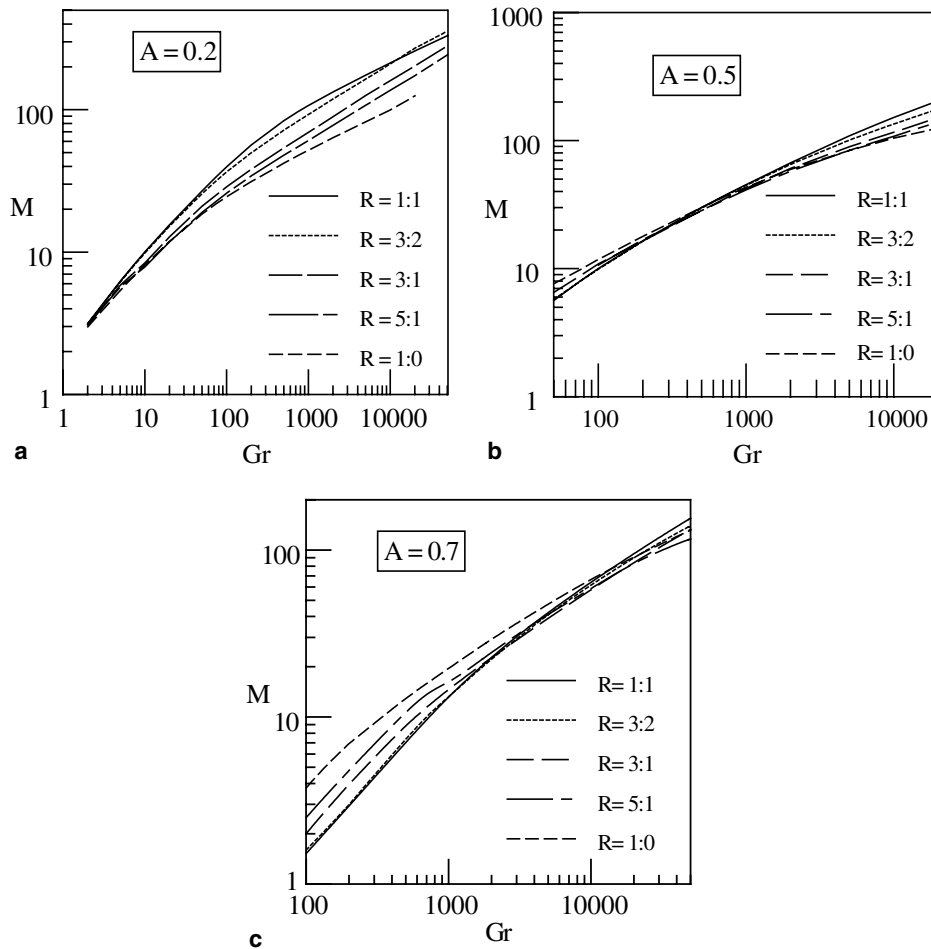 A = 0.2
100
10
1
M
R = 1:1
R = 3:2
R = 3:1
R = 5:1
R = 1:0
1 10 100 1000 10000
Gr
a
A = 0.5
1000
100
10
1
M
R=1:1
R= 3:2
R= 3:1
R= 5:1
R= 1:0
100 1000 10000
Gr
b
A = 0.7
100
10
1
M
R= 1:1
R= 3:2
R= 3:1
R= 5:1
R= 1:0
100 1000 10000
Gr
c